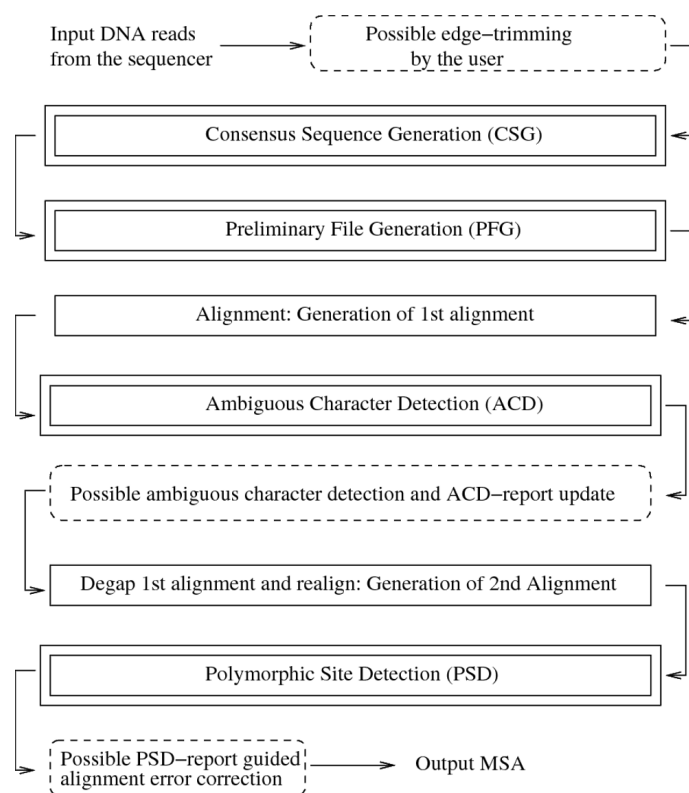 Input DNA reads
from the sequencer
Possible edge−trimming
by the user
Consensus Sequence Generation (CSG)
Preliminary File Generation (PFG)
Alignment: Generation of 1st alignment
Ambiguous Character Detection (ACD)
Possible ambiguous character detection and ACD−report update
Degap 1st alignment and realign: Generation of 2nd Alignment
Polymorphic Site Detection (PSD)
Possible PSD−report guided
alignment error correction
Output MSA